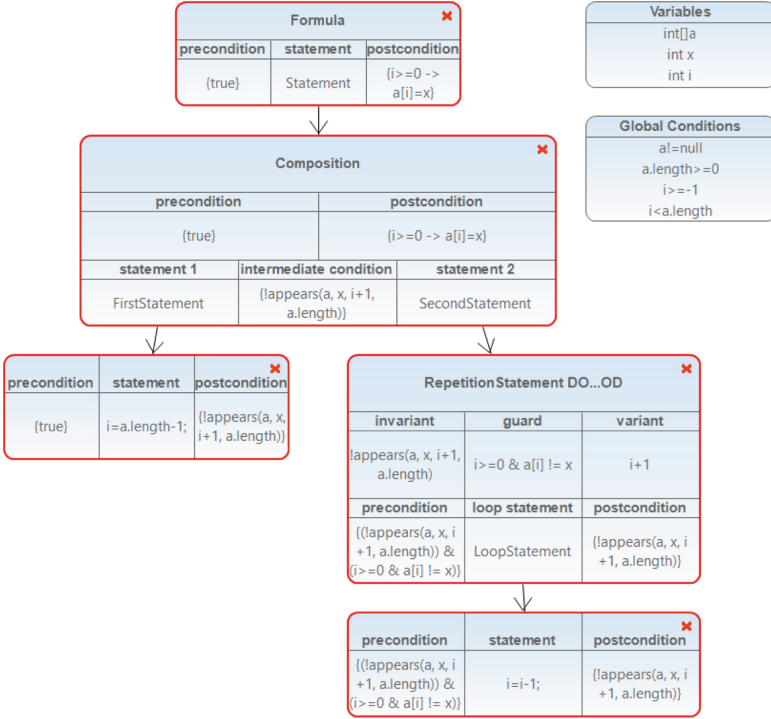 Formula
precondition statement postcondition
{true} Statement {i>=0 ->
a[i]=x}
Variables
int[]a
int x
int i
Global Conditions
a!=null
a.length>=0
i>=-1
i<a.length
Composition
precondition postcondition
{true} {i>=0 -> a[i]=x}
statement 1 intermediate condition statement 2
FirstStatement {!appears(a, x, i+1,
a.length)} SecondStatement
precondition statement postcondition
{true} i=a.length-1; {!appears(a, x,
i+1, a.length)}
RepetitionStatement DO...OD
invariant guard variant
!appears(a, x, i+1,
a.length) i>=0 & a[i] != x i+1
precondition loop statement postcondition
{(!appears(a, x, i
+1, a.length)) &
(i>=0 & a[i] != x)} LoopStatement {!appears(a, x, i
+1, a.length)}
precondition statement postcondition
{(!appears(a, x, i
+1, a.length)) &
(i>=0 & a[i] != x)} i=i-1; {!appears(a, x, i
+1, a.length)}